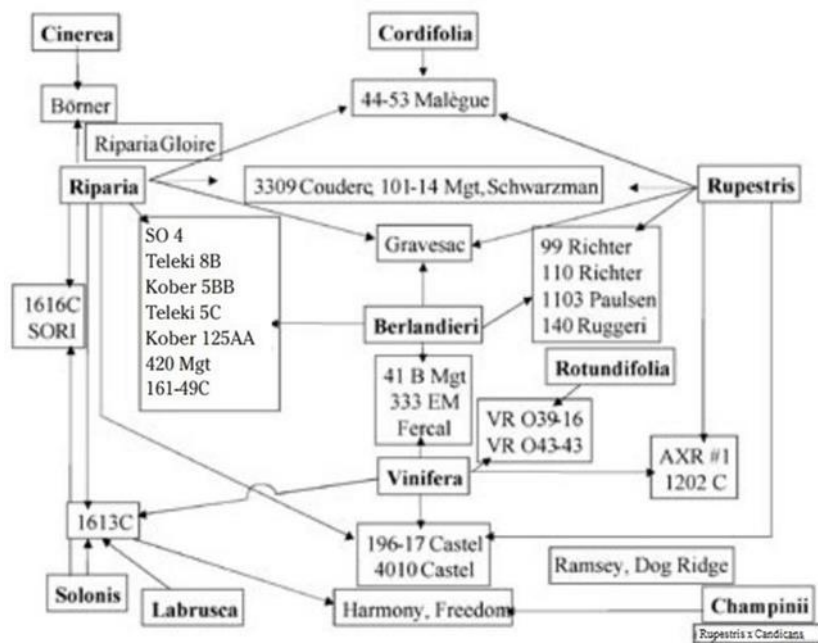 Cinerea
Cordifolia
Börner
44-53 Malègue
Riparia Gloire
Riparia
3309 Couderc, 101-14 Mgt, Schwarzman
Rupestris
SO 4
Teleki 8B
Kober 5BB
Teleki 5C
Kober 125AA
420 Mgt
161-49C
Gravesac
99 Richter
110 Richter
1103 Paulsen
140 Ruggeri
1616C
SORI
Berlandieri
41 B Mgt
333 EM
Fercal
Rotundifolia
VR O39-16
VR O43-43
AXR #1
1202 C
Vinifera
1613C
196-17 Castel
4010 Castel
Ramsey, Dog Ridge
Solonis
Labrusca
Harmony, Freedom
Champinii
Rupestris x Candicans